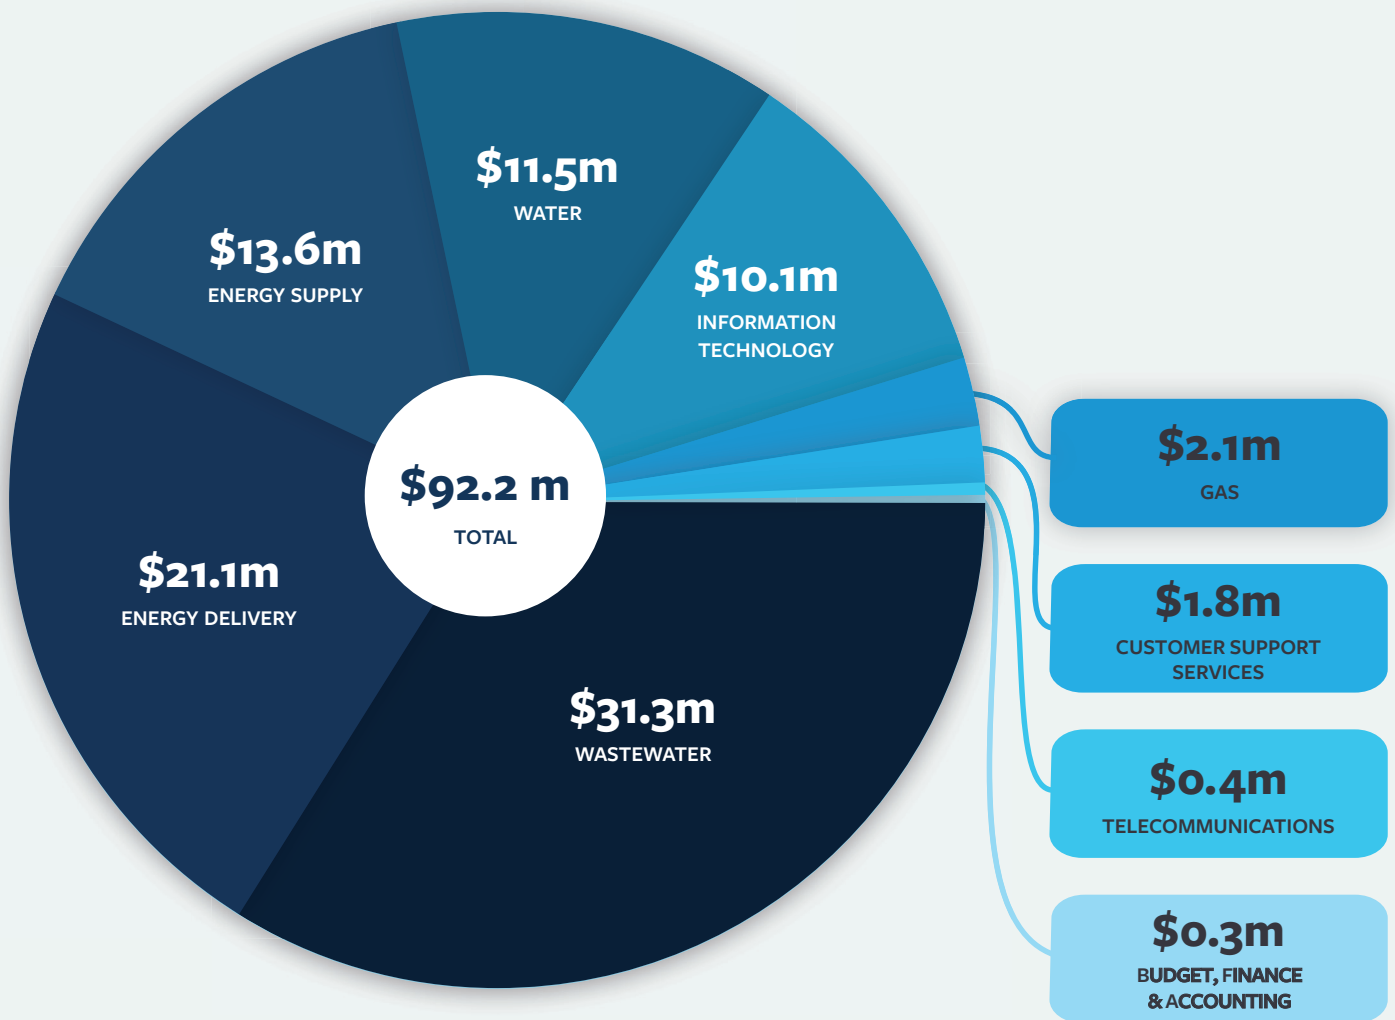 $11.5m
WATER
$13.6m
ENERGY SUPPLY
$10.1m
INFORMATION
TECHNOLOGY
$92.2 m
TOTAL
$21.1m
ENERGY DELIVERY
$31.3m
WASTEWATER
$2.1m
GAS
$1.8m
CUSTOMER SUPPORT
SERVICES
$0.4m
TELECOMMUNICATIONS
$0.3m
BUDGET, FINANCE
& ACCOUNTING